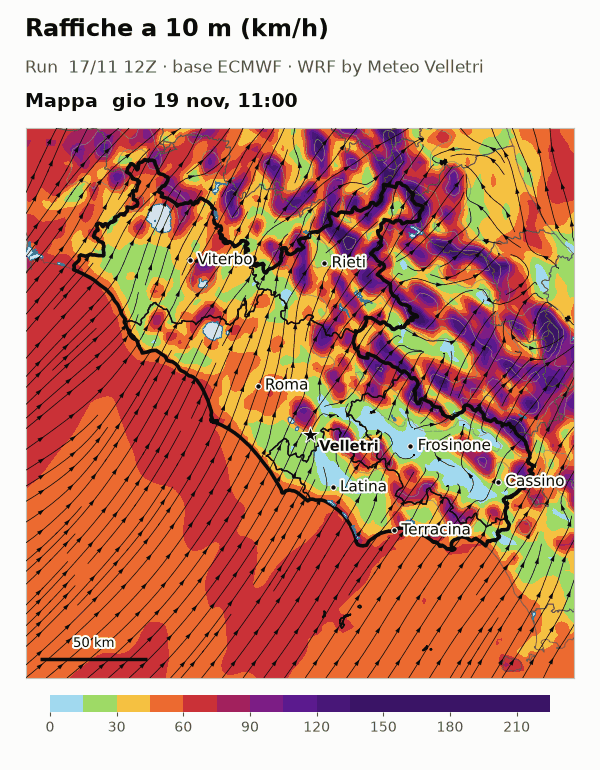 Raffiche a 10 m (km/h)
Run 17/11 12Z · base ECMWF · WRF by Meteo Velletri
Mappa gio 19 nov, 11:00
Viterbo
Rieti
Roma
Velletri
Frosinone
Latina
Cassino
Terracina
50 km
0 30 60 90 120 150 180 210